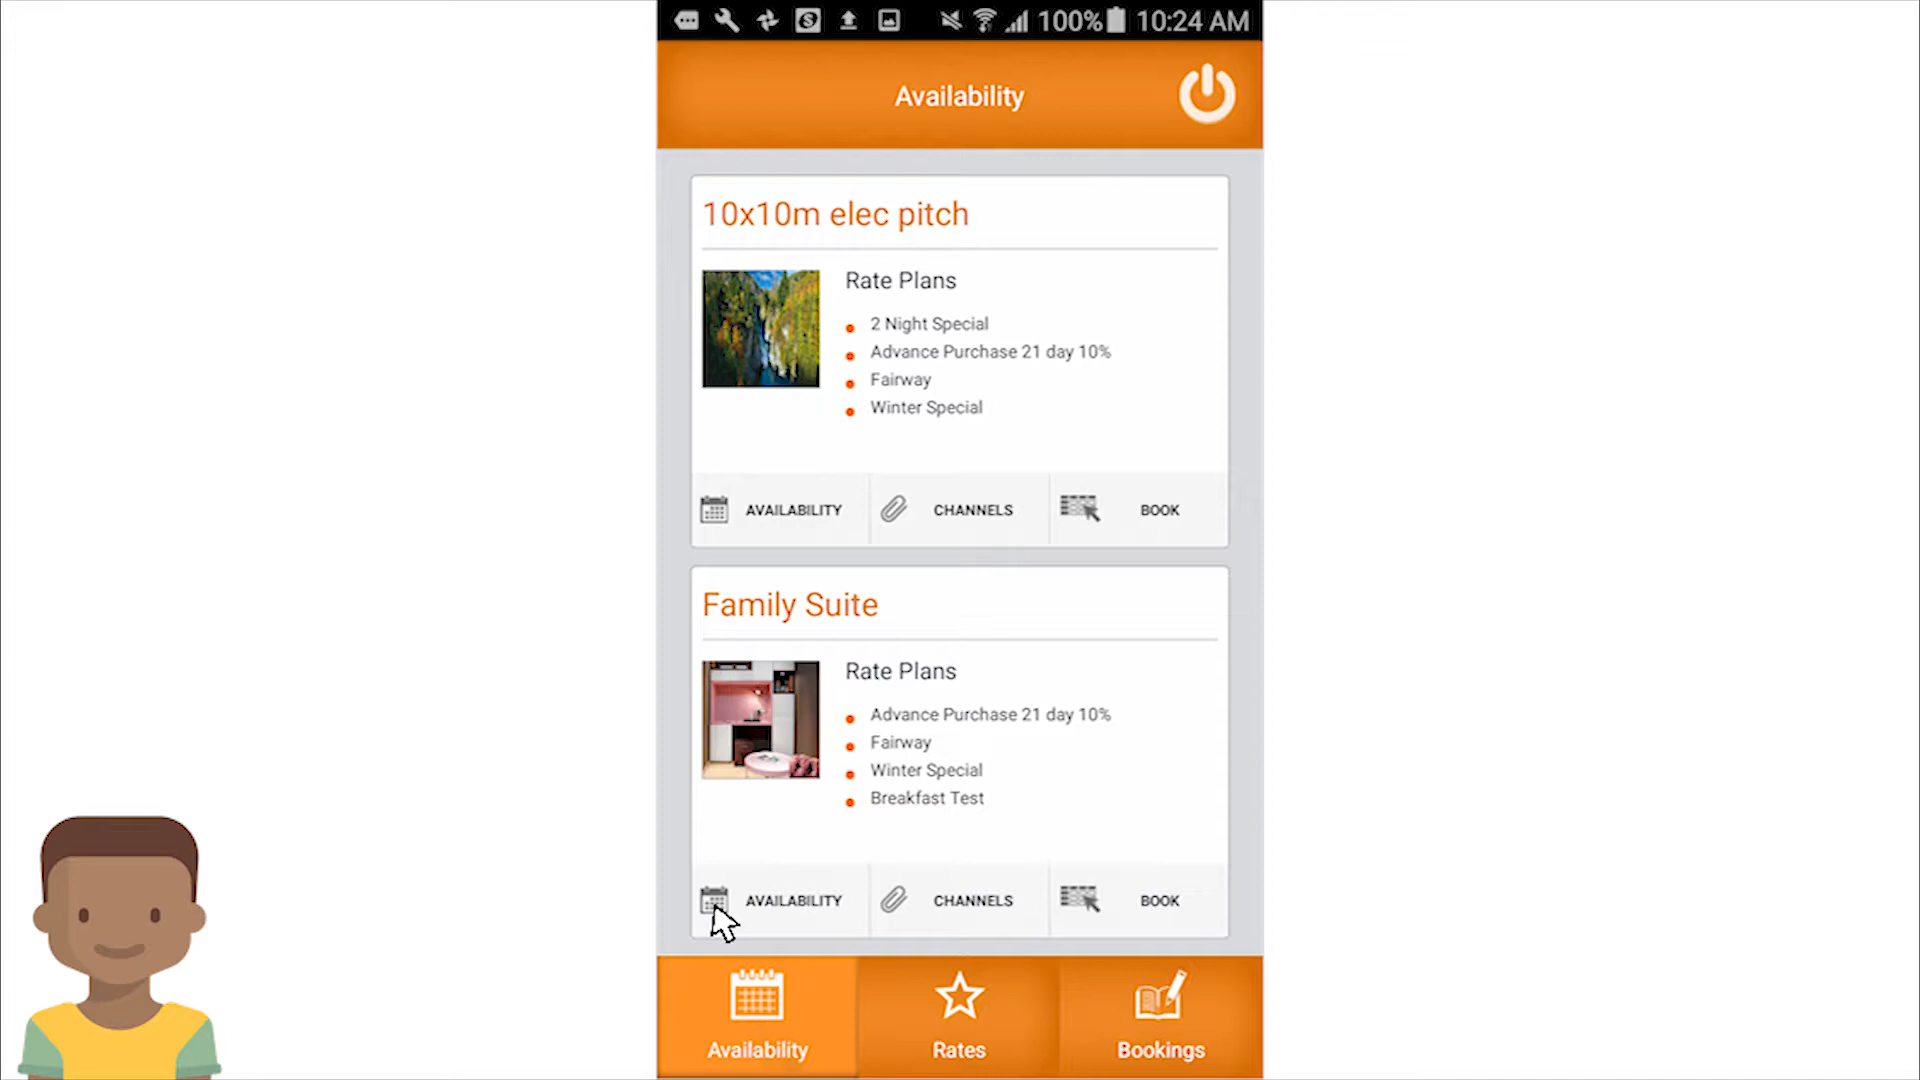 100% 10:24 AM
Availability
10x10m elec pitch
Rate Plans
2 Night Special
Advance Purchase 21 day 10%
Fairway
Winter Special
AVAILABILITY CHANNELS BOOK
Family Suite
Rate Plans
Advance Purchase 21 day 10%
Fairway
Winter Special
Breakfast Test
AVAILABILITY CHANNELS BOOK
Availability Rates Bookings